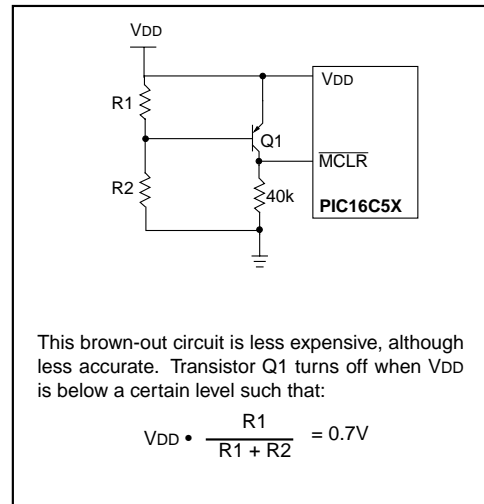 VDD
VDD
R1
Q1
MCLR
R2
40k
PIC16C5X
This brown-out circuit is less expensive, although
less accurate. Transistor Q1 turns off when VDD
is below a certain level such that:
VDD • R1 / R1 + R2 = 0.7V